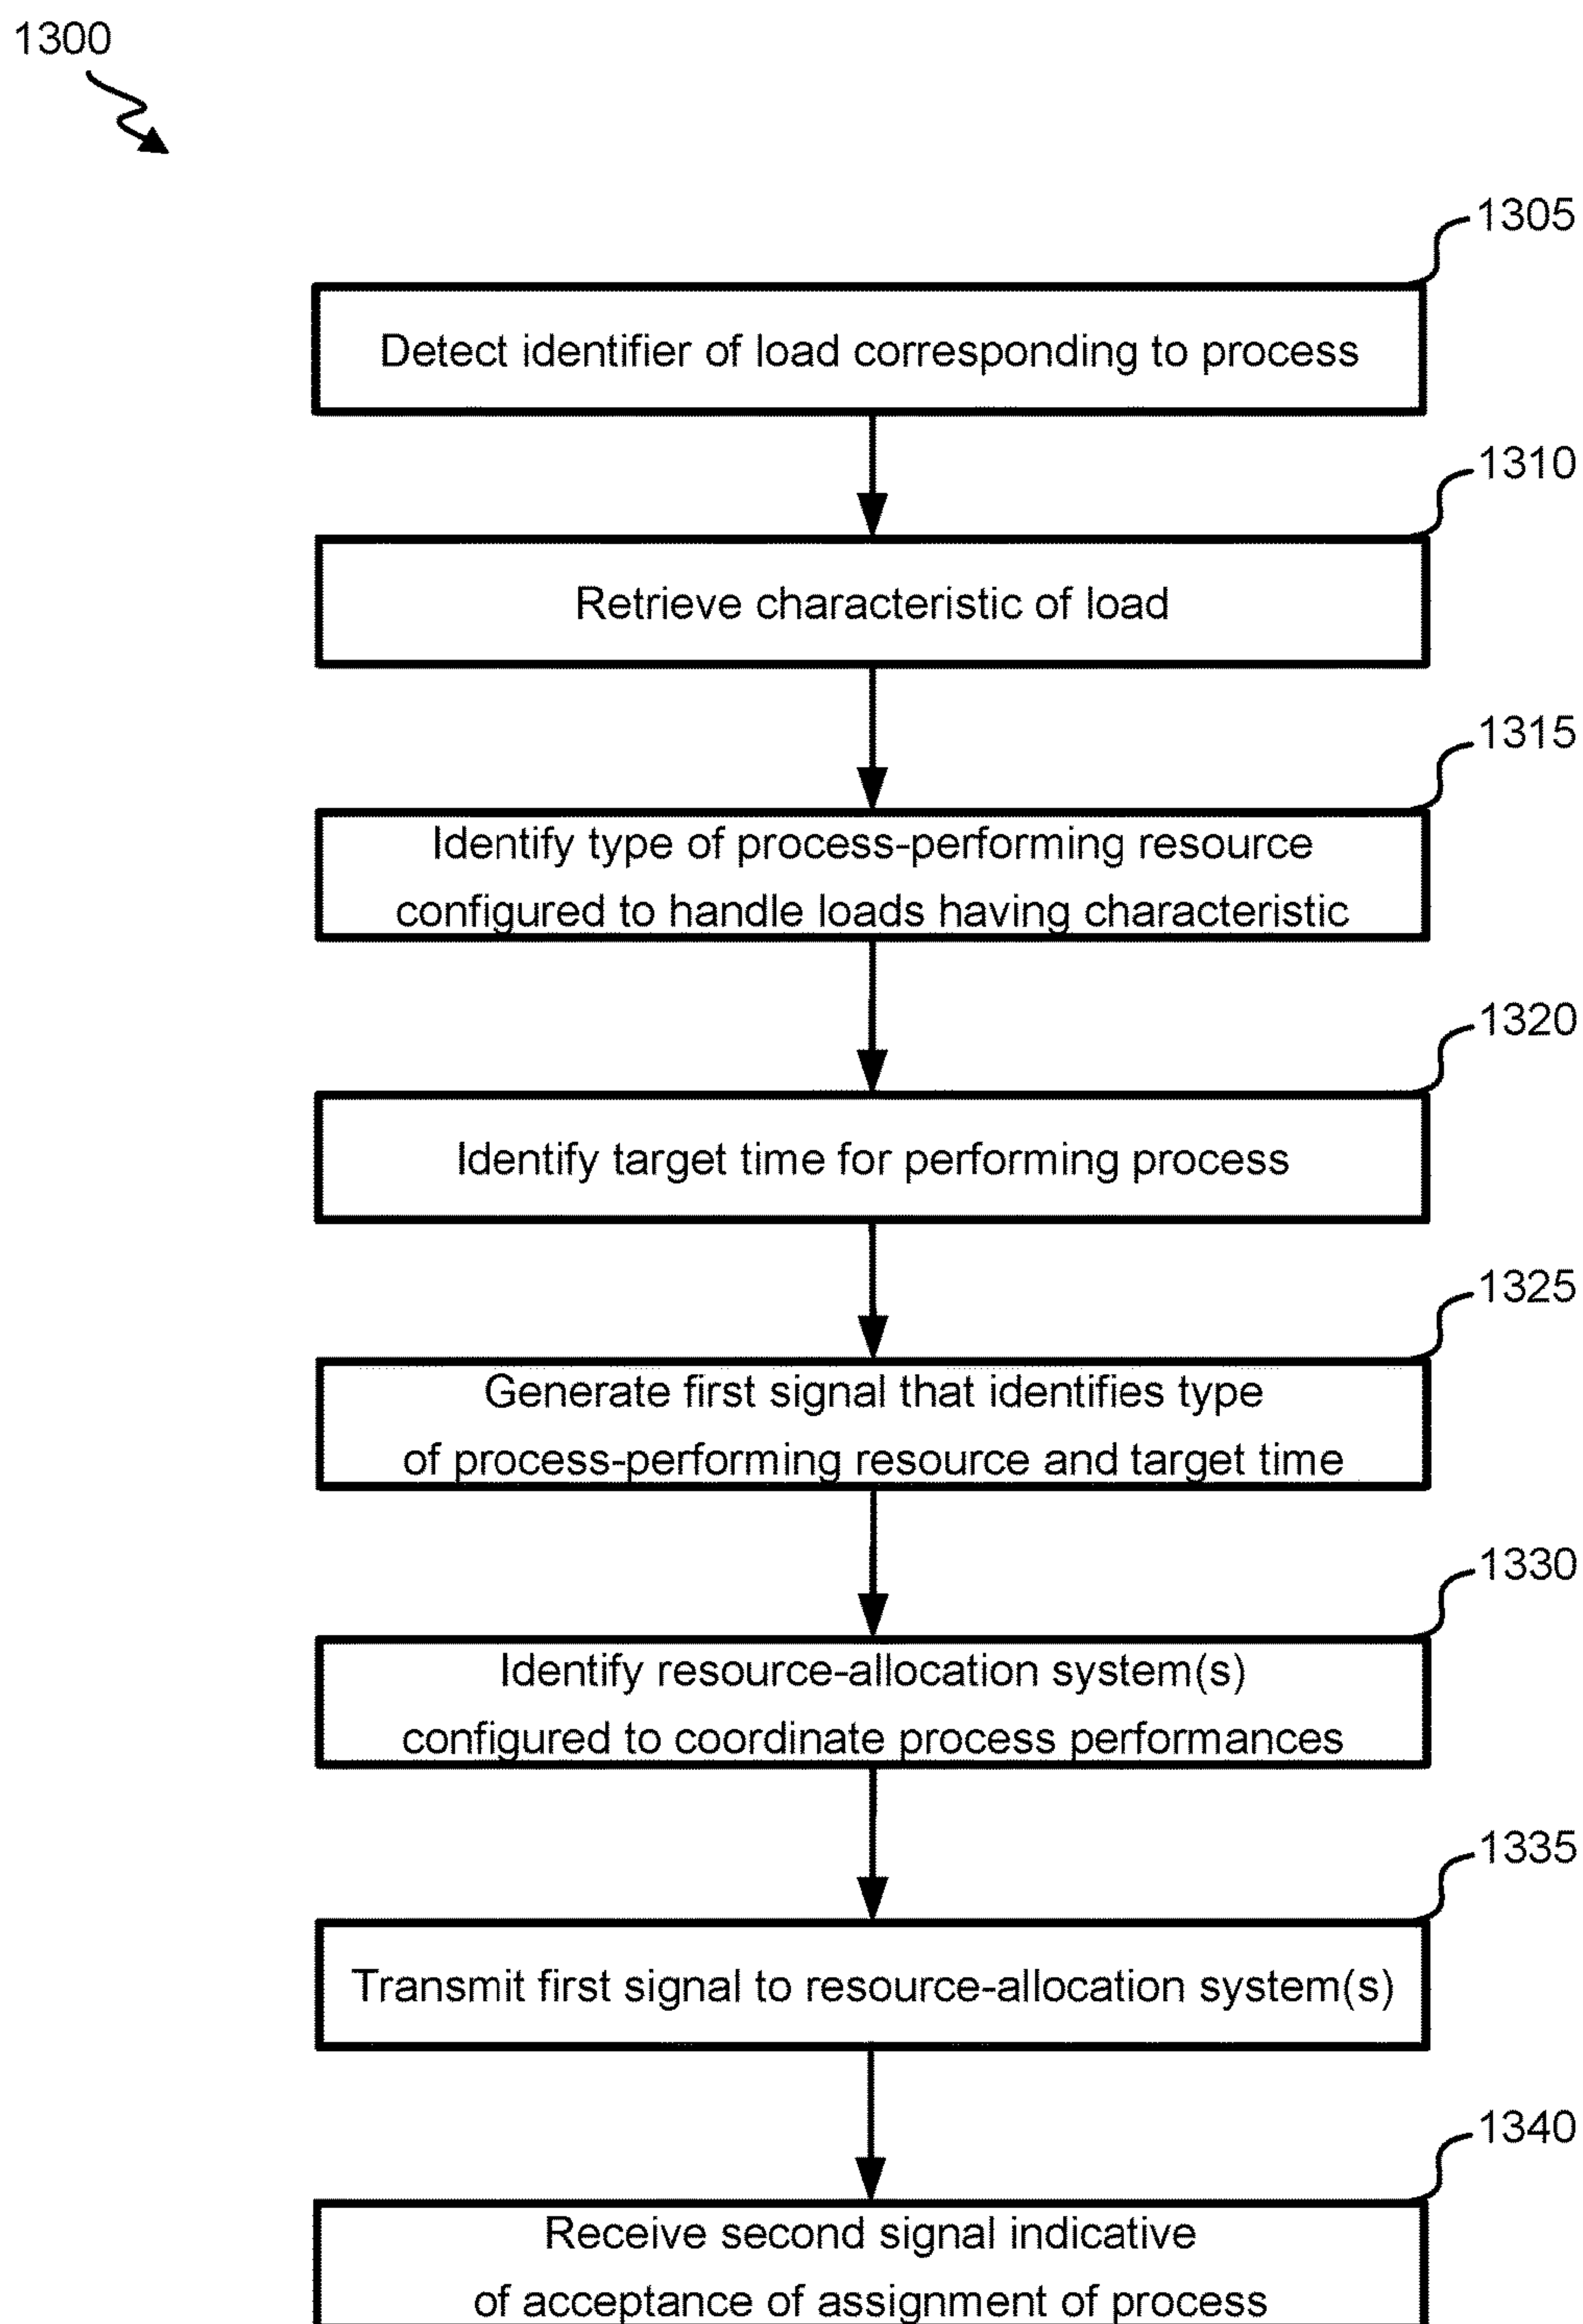 1300
1305
Detect identifier of load corresponding to process
1310
Retrieve characteristic of load
1315
Identify type of process-performing resource
configured to handle loads having characteristic
1320
Identify target time for performing process
1325
Generate first signal that identifies type
of process-performing resource and target time
1330
Identify resource-allocation system(s)
configured to coordinate process performances
1335
Transmit first signal to resource-allocation system(s)
1340
Receive second signal indicative
of acceptance of assignment of process